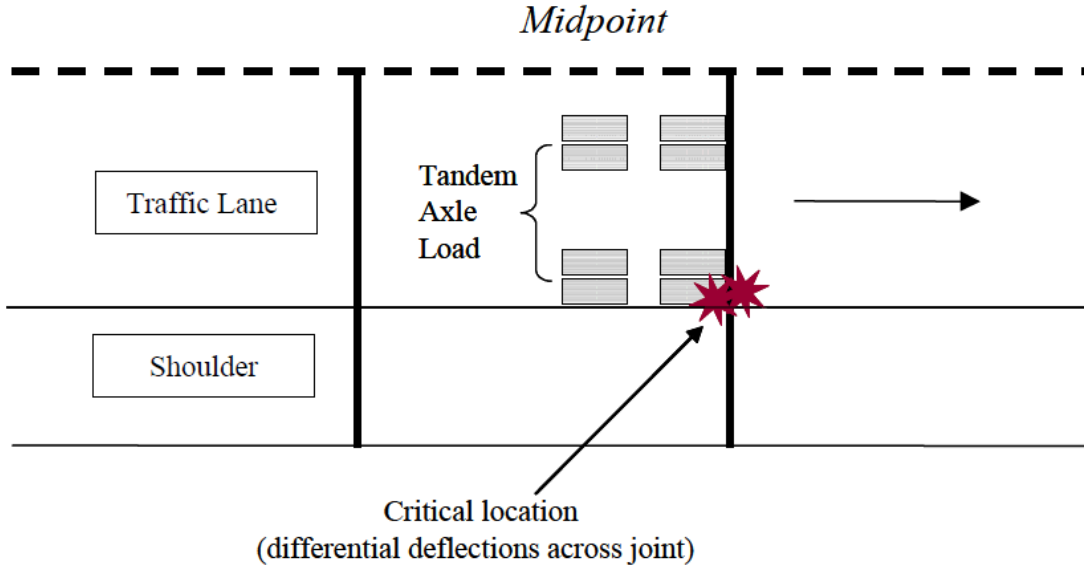 Midpoint
Tandem
Axle
Load
Traffic Lane
Shoulder
Critical location
(differential deflections across joint)